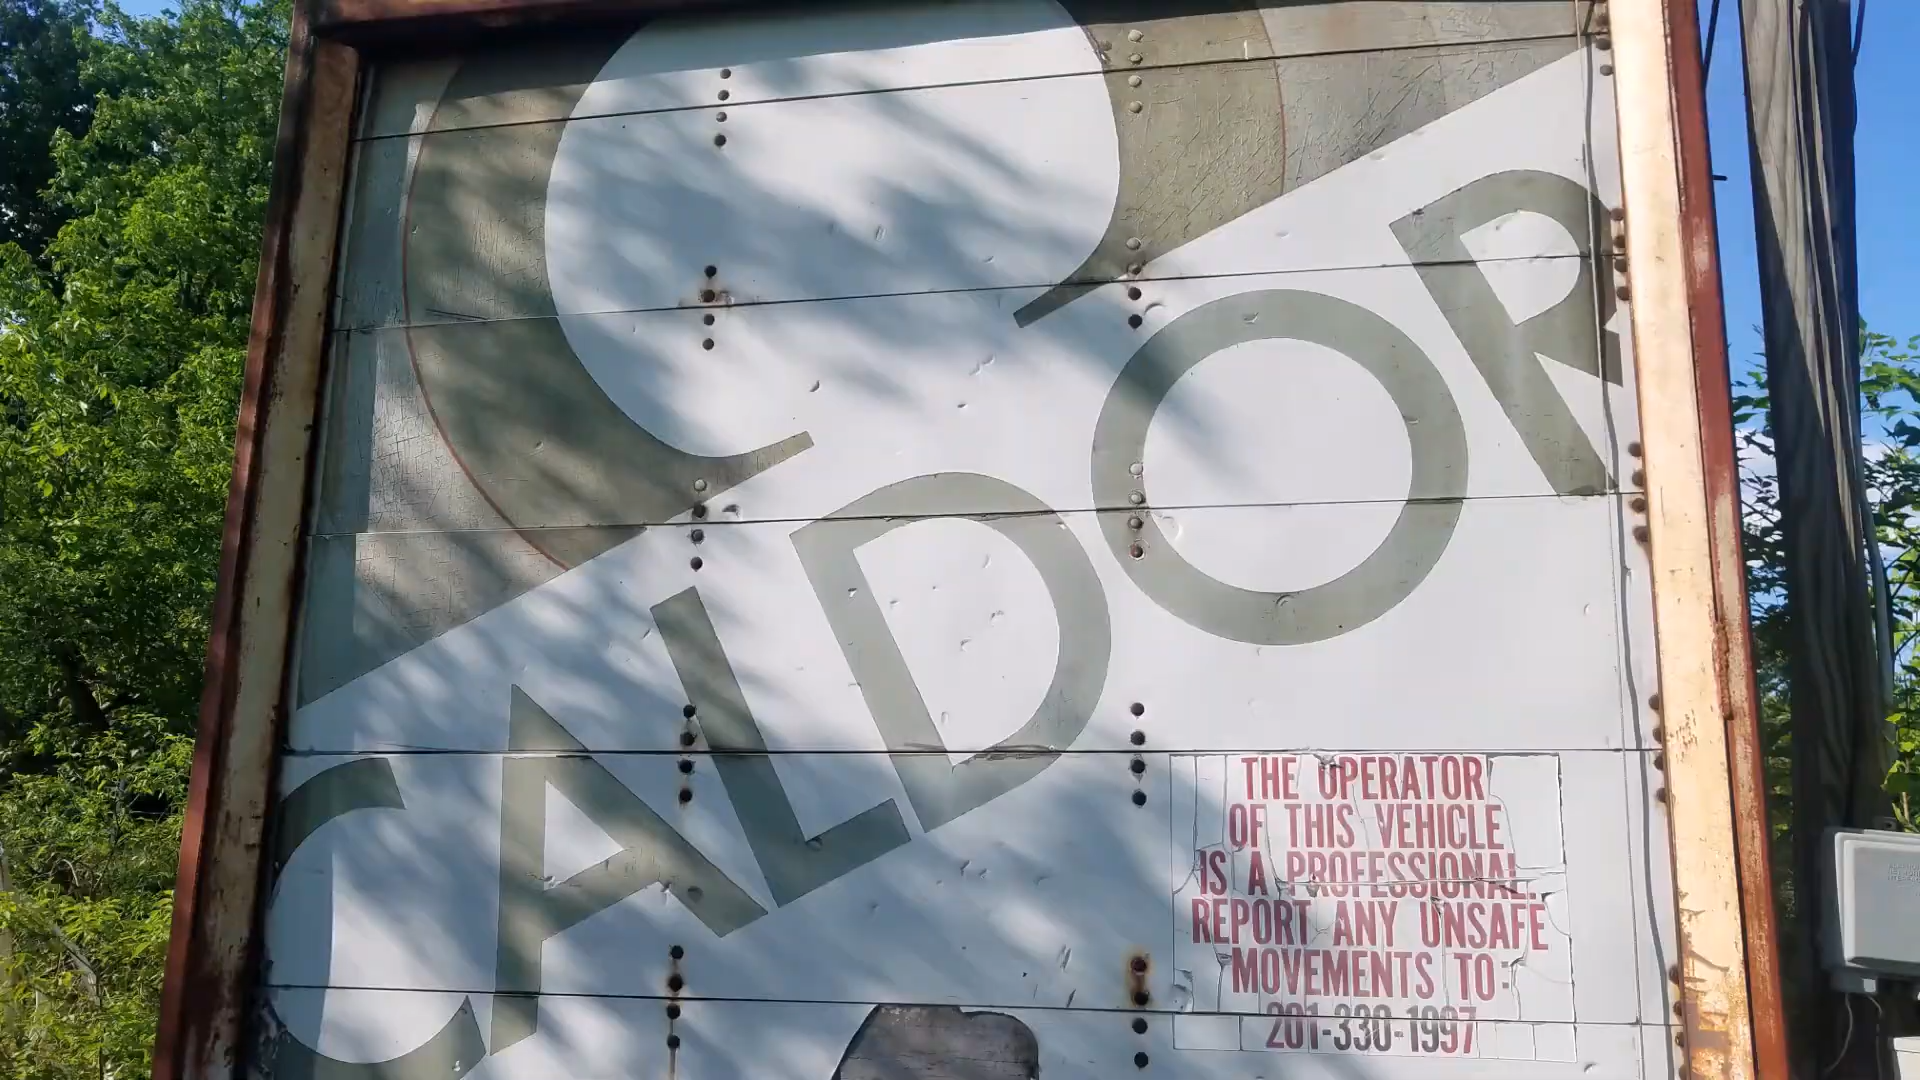 CALDOR
THE OPERATOR
OF THIS VEHICLE
IS A PROFESSIONAL.
REPORT ANY UNSAFE
MOVEMENTS TO:
201-330-1997